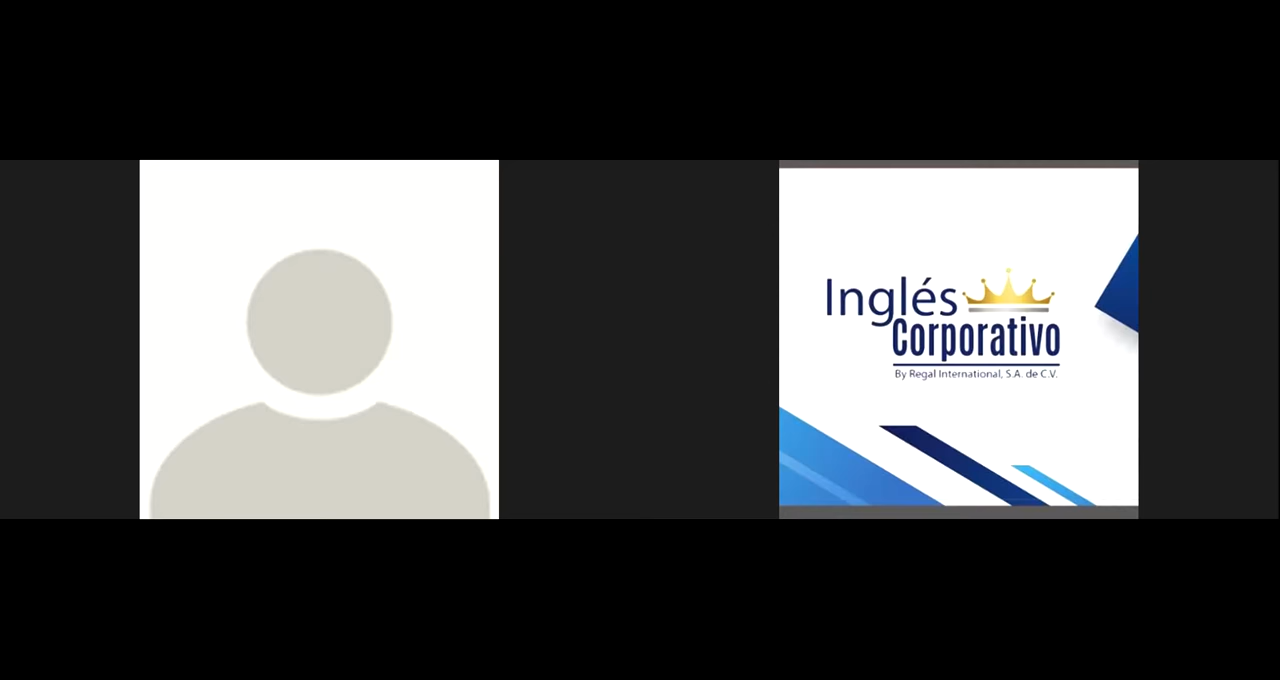 Inglés
Corporativo
By Regal International, S.A. de C.V.